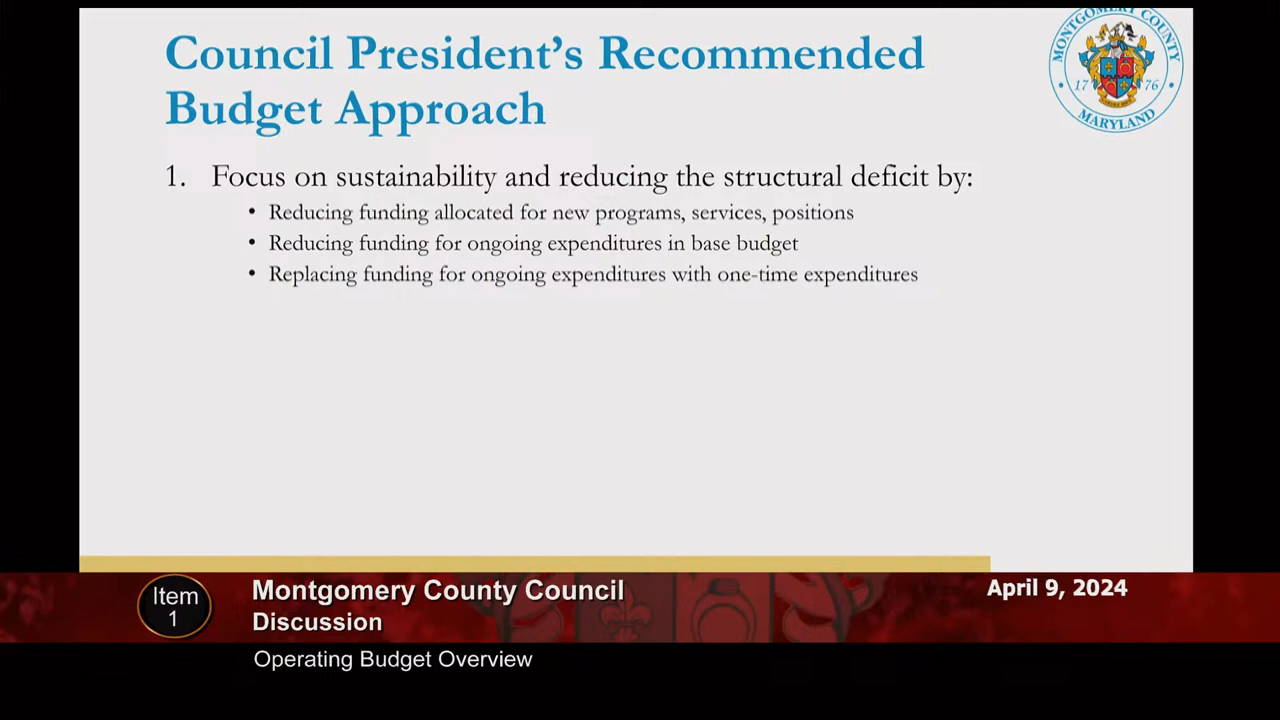 Council President's Recommended
Budget Approach
MONTGOMERY COUNTY
17 76
MARYLAND
1. Focus on sustainability and reducing the structural deficit by:
• Reducing funding allocated for new programs, services, positions
• Reducing funding for ongoing expenditures in base budget
• Replacing funding for ongoing expenditures with one-time expenditures
Item
1
Montgomery County Council
Discussion
April 9, 2024
Operating Budget Overview